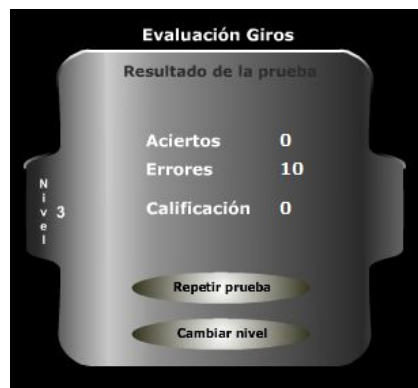 Evaluación Giros
Resultado de la prueba
Aciertos 0
Errores 10
Nivel 3
Calificación 0
Repetir prueba
Cambiar nivel